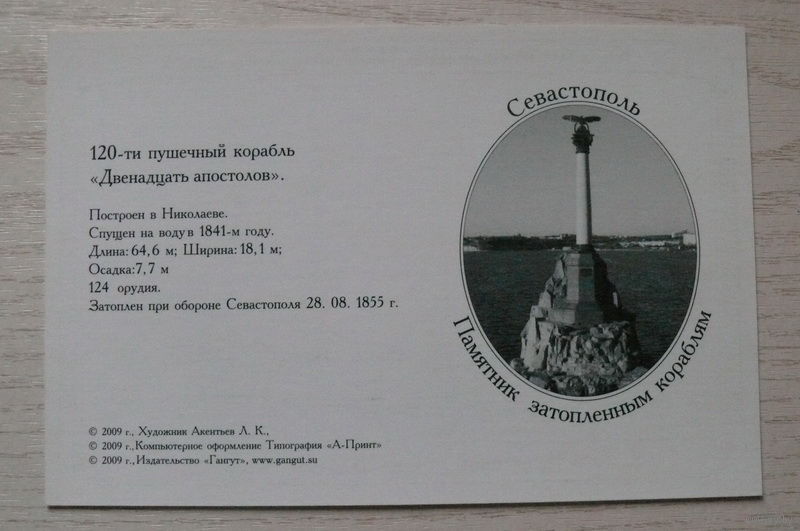 120-ти пушечный корабль
«Двенадцать апостолов».
Построен в Николаеве.
Спущен на воду в 1841-м году.
Длина: 64,6 м; Ширина: 18,1 м;
Осадка:7,7 м
124 орудия.
Затоплен при обороне Севастополя 28. 08. 1855 г.
© 2009 г., Художник Акентьев Л. К.,
© 2009 г.,Компьютерное оформление Типография «А-Принт»
© 2009 г.,Издательство «Гангут», www.gangut.su
Севастополь
Памятник затопленным кораблям